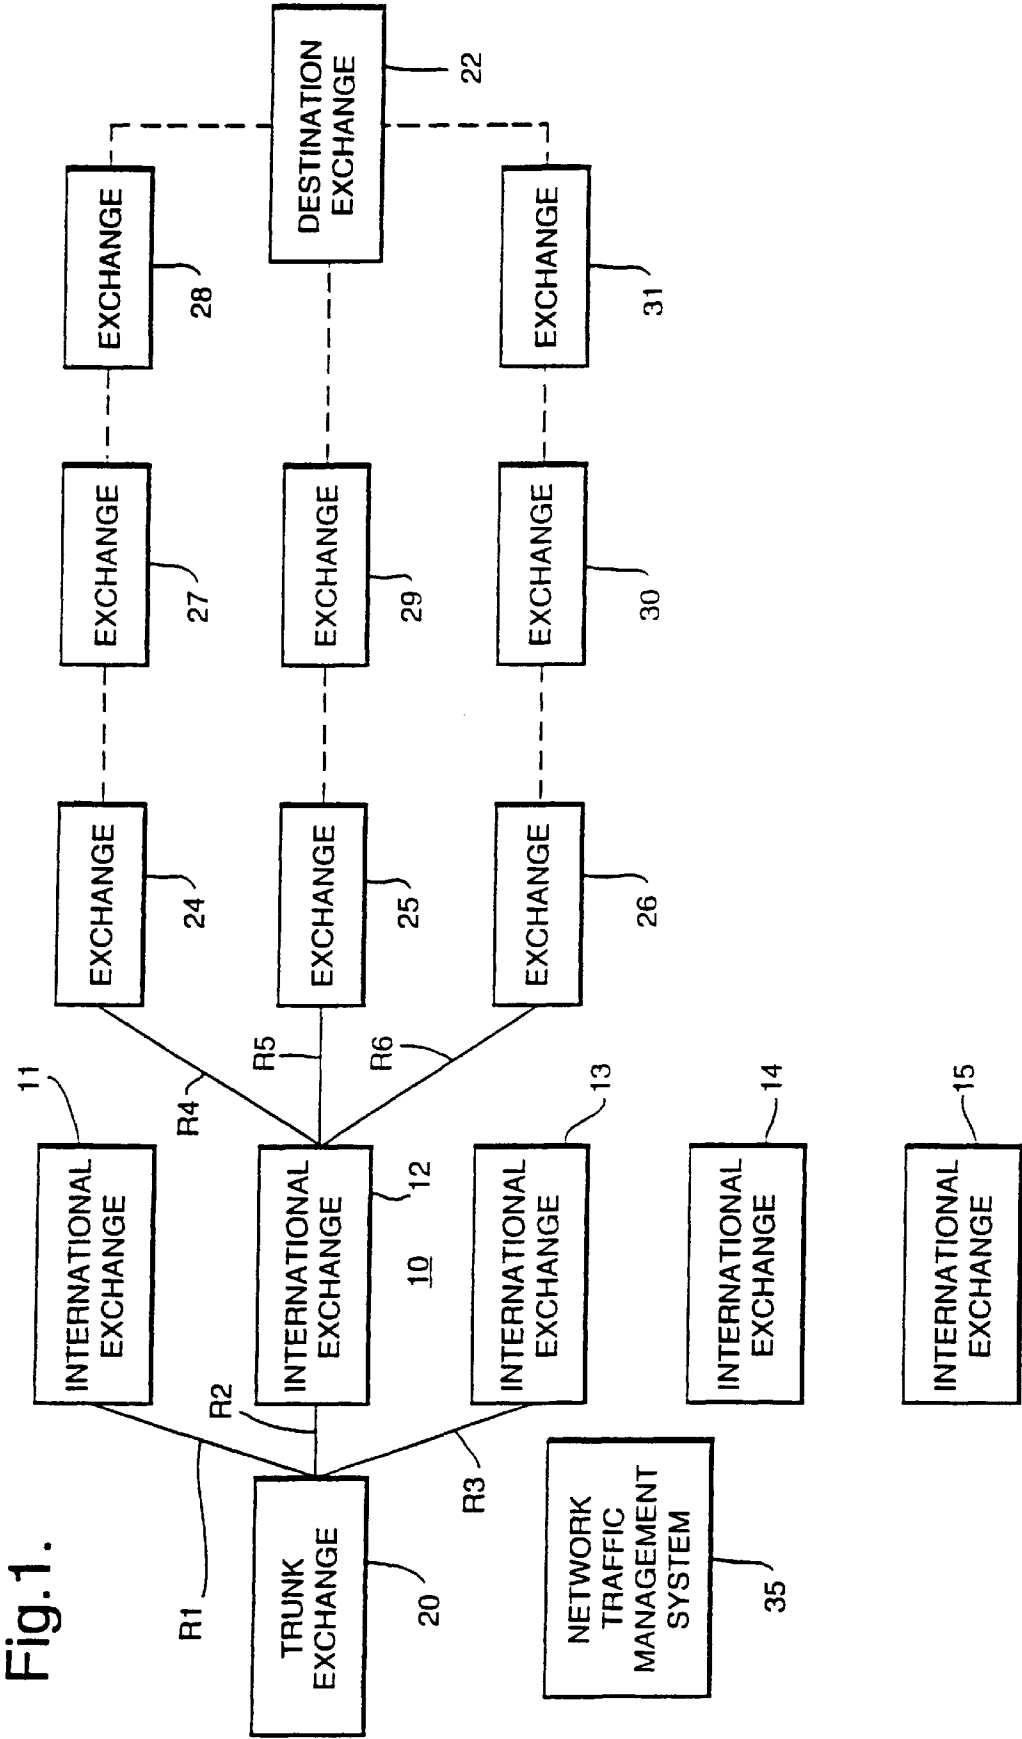 Fig.1.
TRUNK
EXCHANGE
20
R1
R2
R3
NETWORK
TRAFFIC
MANAGEMENT
SYSTEM
35
INTERNATIONAL
EXCHANGE
11
INTERNATIONAL
EXCHANGE
12
10
INTERNATIONAL
EXCHANGE
13
INTERNATIONAL
EXCHANGE
14
INTERNATIONAL
EXCHANGE
15
R4
R5
R6
EXCHANGE
24
EXCHANGE
25
EXCHANGE
26
EXCHANGE
27
EXCHANGE
29
EXCHANGE
30
EXCHANGE
28
EXCHANGE
31
DESTINATION
EXCHANGE
22